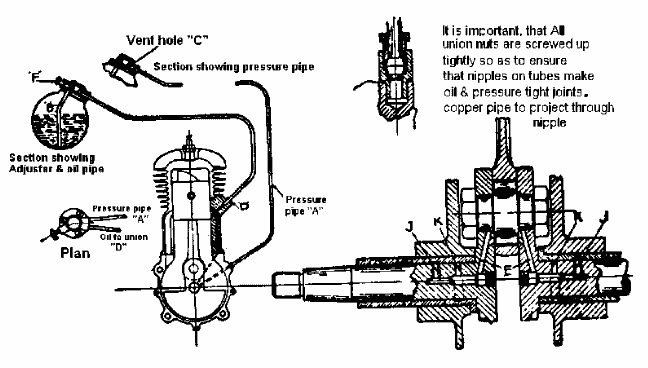 Vent hole "C"
Section showing pressure pipe
It is important, that All
union nuts are screwed up
tightly so as to ensure
that nipples on tubes make
oil & pressure tight joints.
copper pipe to project through
nipple
"F"
"B"
Section showing
Adjuster & oil pipe
Pressure pipe
"A"
Oil to union
"D"
Plan
"D"
Pressure
pipe "A"
J
K
K
J
E